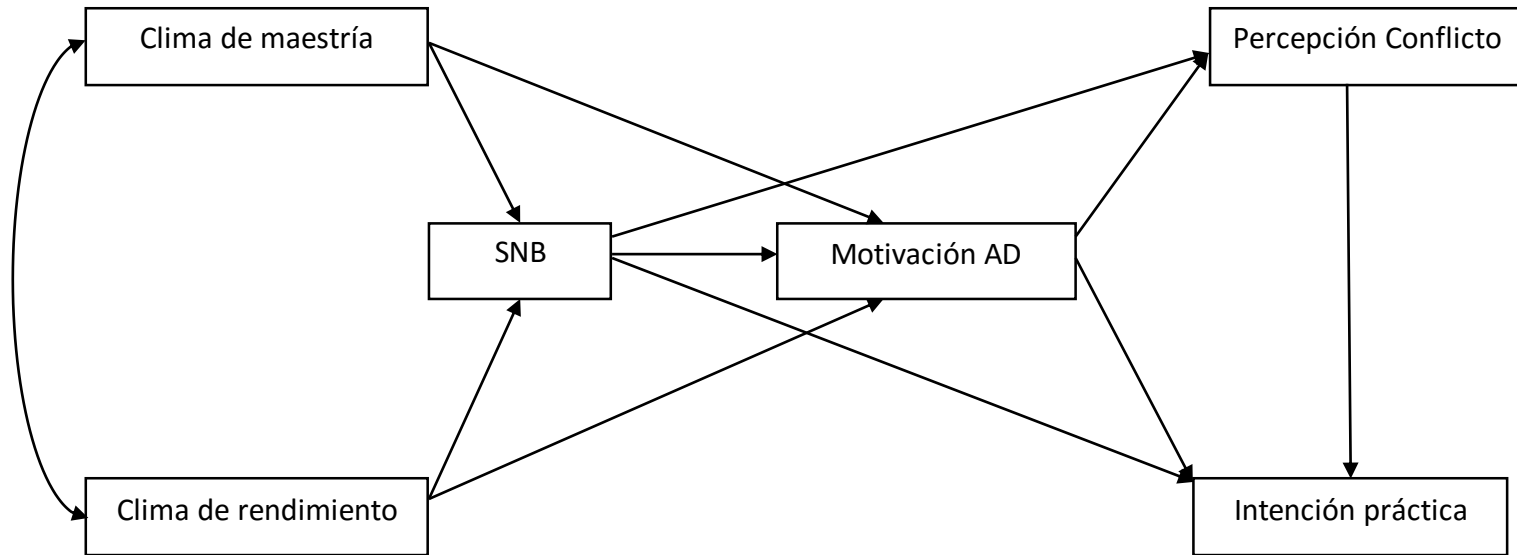 Clima de maestría
Percepción Conflicto
SNB
Motivación AD
Clima de rendimiento
Intención práctica